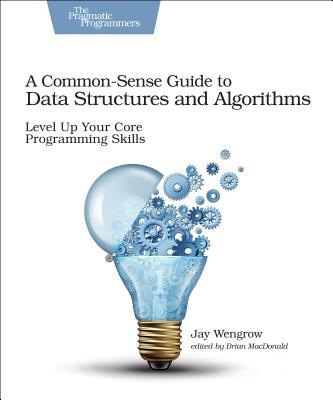 The
Pragmatic
Programmers
A Common-Sense Guide to
Data Structures and Algorithms
Level Up Your Core
Programming Skills
Jay Wengrow
edited by Brian MacDonald